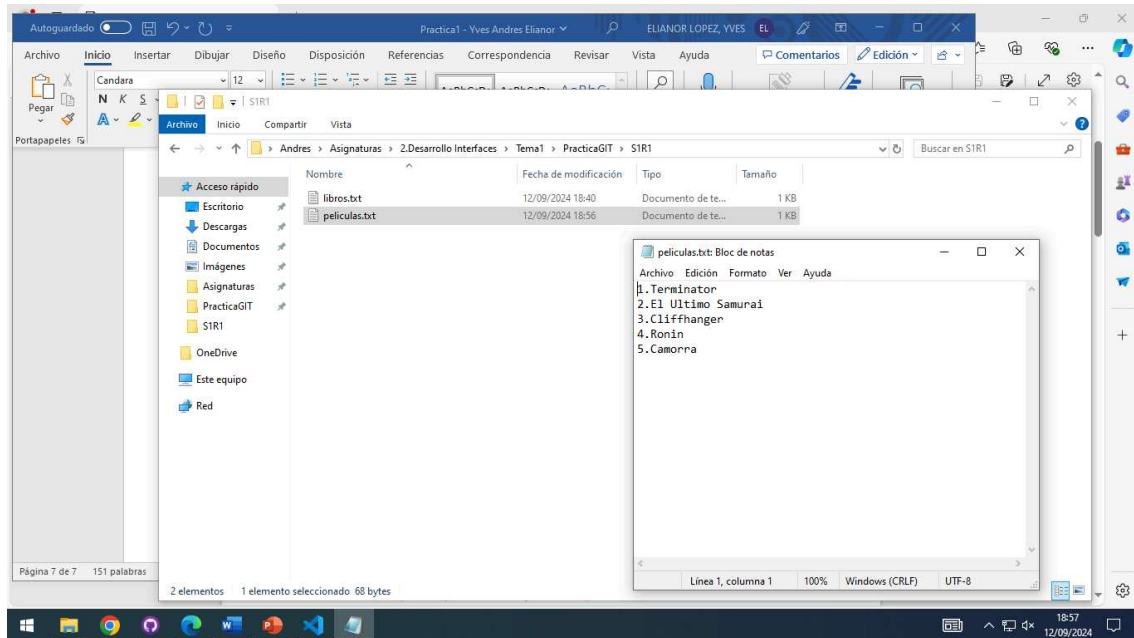 Autoguardado
Practica1 - Yves Andres Elianor
ELIANOR LOPEZ, YVES
EL
Archivo Inicio Insertar Dibujar Diseño Disposición Referencias Correspondencia Revisar Vista Ayuda
Comentarios
Edición
Pegar
Candara
12
N K S
Portapapeles
S1R1
Archivo Inicio Compartir Vista
Andres > Asignaturas > 2.Desarrollo Interfaces > Tema1 > PracticaGIT > S1R1
Buscar en S1R1
Acceso rápido
Escritorio
Descargas
Documentos
Imágenes
Asignaturas
PracticaGIT
S1R1
OneDrive
Este equipo
Red
Nombre Fecha de modificación Tipo Tamaño
libros.txt 12/09/2024 18:40 Documento de te... 1 KB
peliculas.txt 12/09/2024 18:56 Documento de te... 1 KB
peliculas.txt: Bloc de notas
Archivo Edición Formato Ver Ayuda
1.Terminator
2.El Ultimo Samurai
3.Cliffhanger
4.Ronin
5.Camorra
Línea 1, columna 1 100% Windows (CRLF) UTF-8
Página 7 de 7 151 palabras
2 elementos 1 elemento seleccionado 68 bytes
18:57
12/09/2024